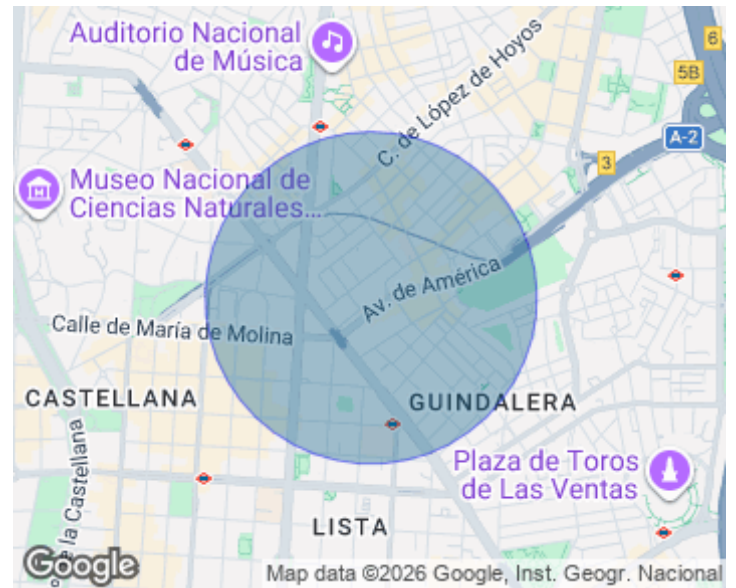 Auditorio Nacional
de Música
6
5B
C. de López de Hoyos
A-2
3
Museo Nacional de
Ciencias Naturales...
Av. de América
Calle de María de Molina
CASTELLANA
GUINDALERA
de la Castellana
Plaza de Toros
de Las Ventas
LISTA
Google
Map data ©2026 Google, Inst. Geogr. Nacional